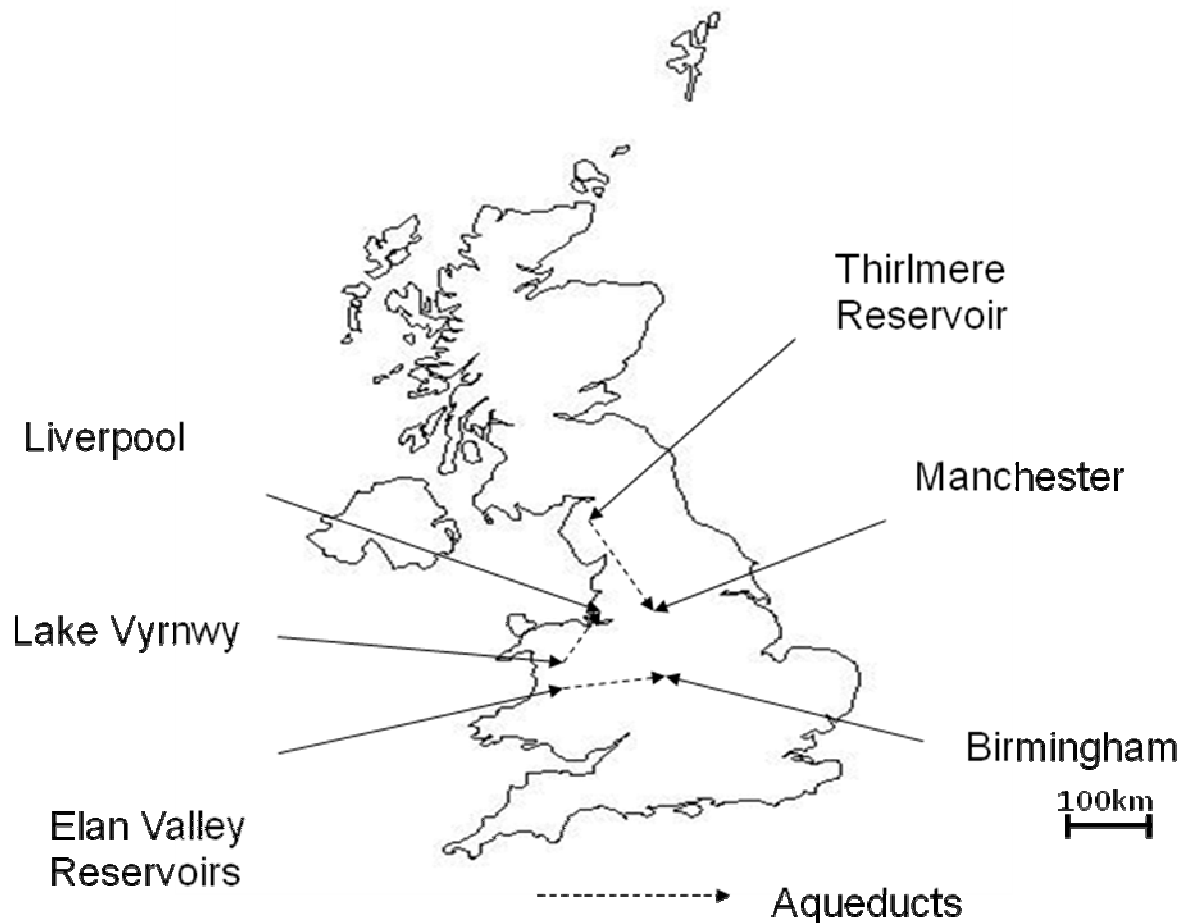 Thirlmere
Reservoir
Liverpool
Manchester
Lake Vyrnwy
Birmingham
100km
Elan Valley
Reservoirs
Aqueducts